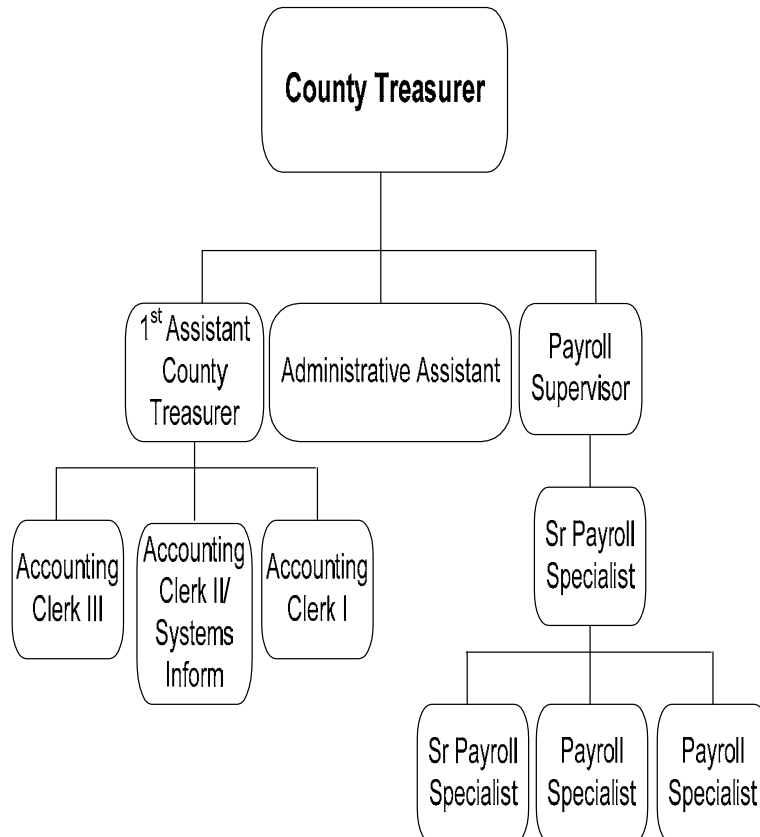 County Treasurer
1st Assistant
County
Treasurer
Administrative Assistant
Payroll
Supervisor
Accounting
Clerk III
Accounting
Clerk II/
Systems
Inform
Accounting
Clerk I
Sr Payroll
Specialist
Sr Payroll
Specialist
Payroll
Specialist
Payroll
Specialist